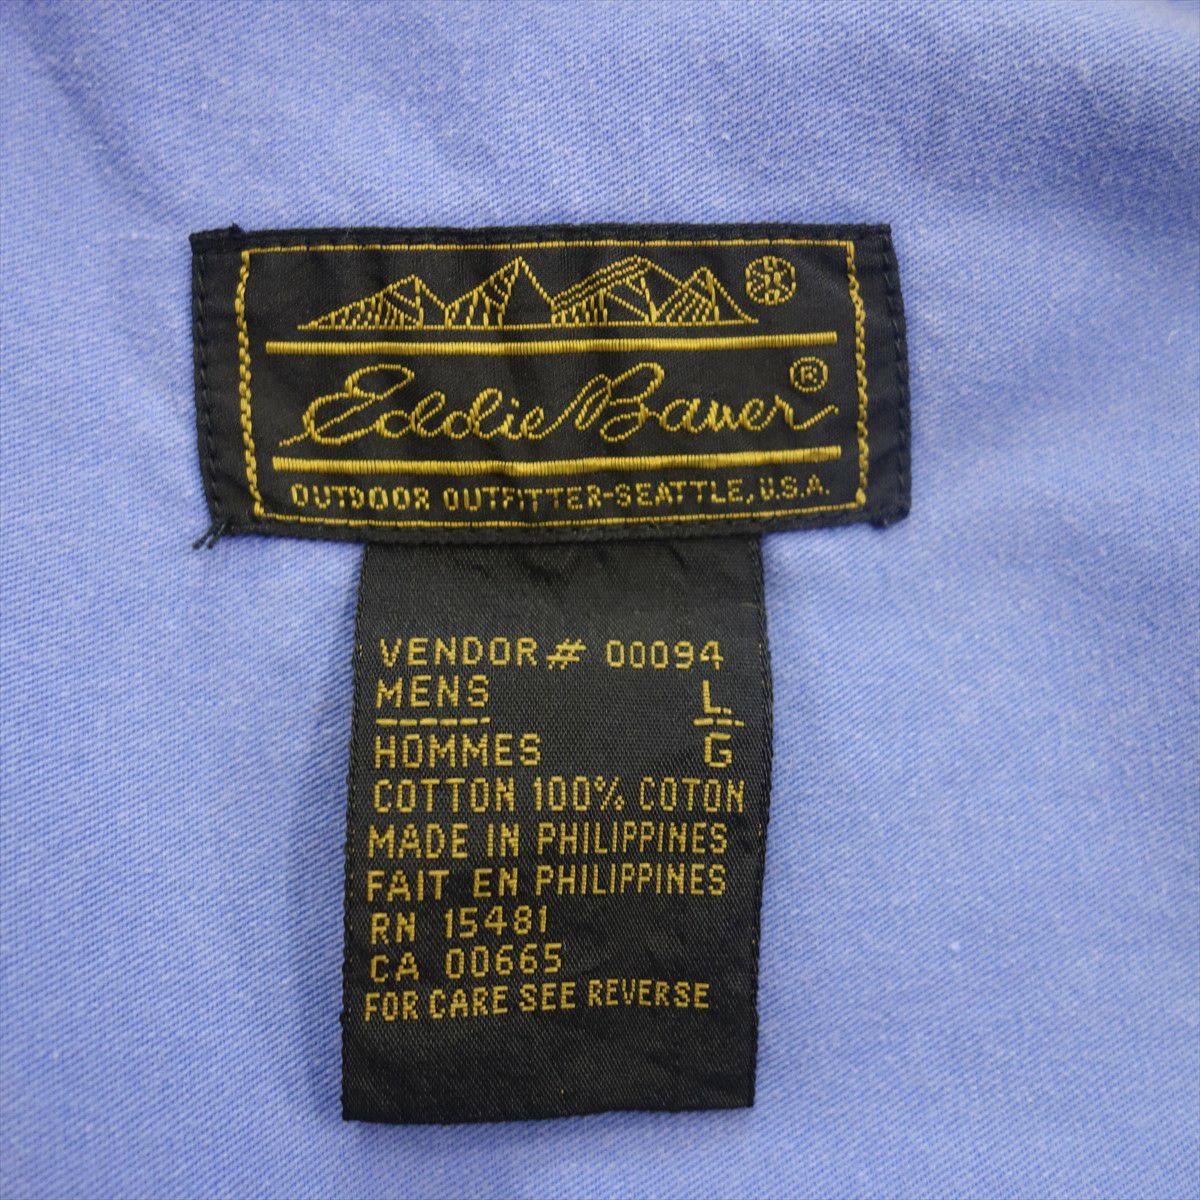 Eddie Bauer ®
OUTDOOR OUTFITTER-SEATTLE, U.S.A.
VENDOR # 00094
MENS L
HOMMES G
COTTON 100% COTON
MADE IN PHILIPPINES
FAIT EN PHILIPPINES
RN 15481
CA 00665
FOR CARE SEE REVERSE